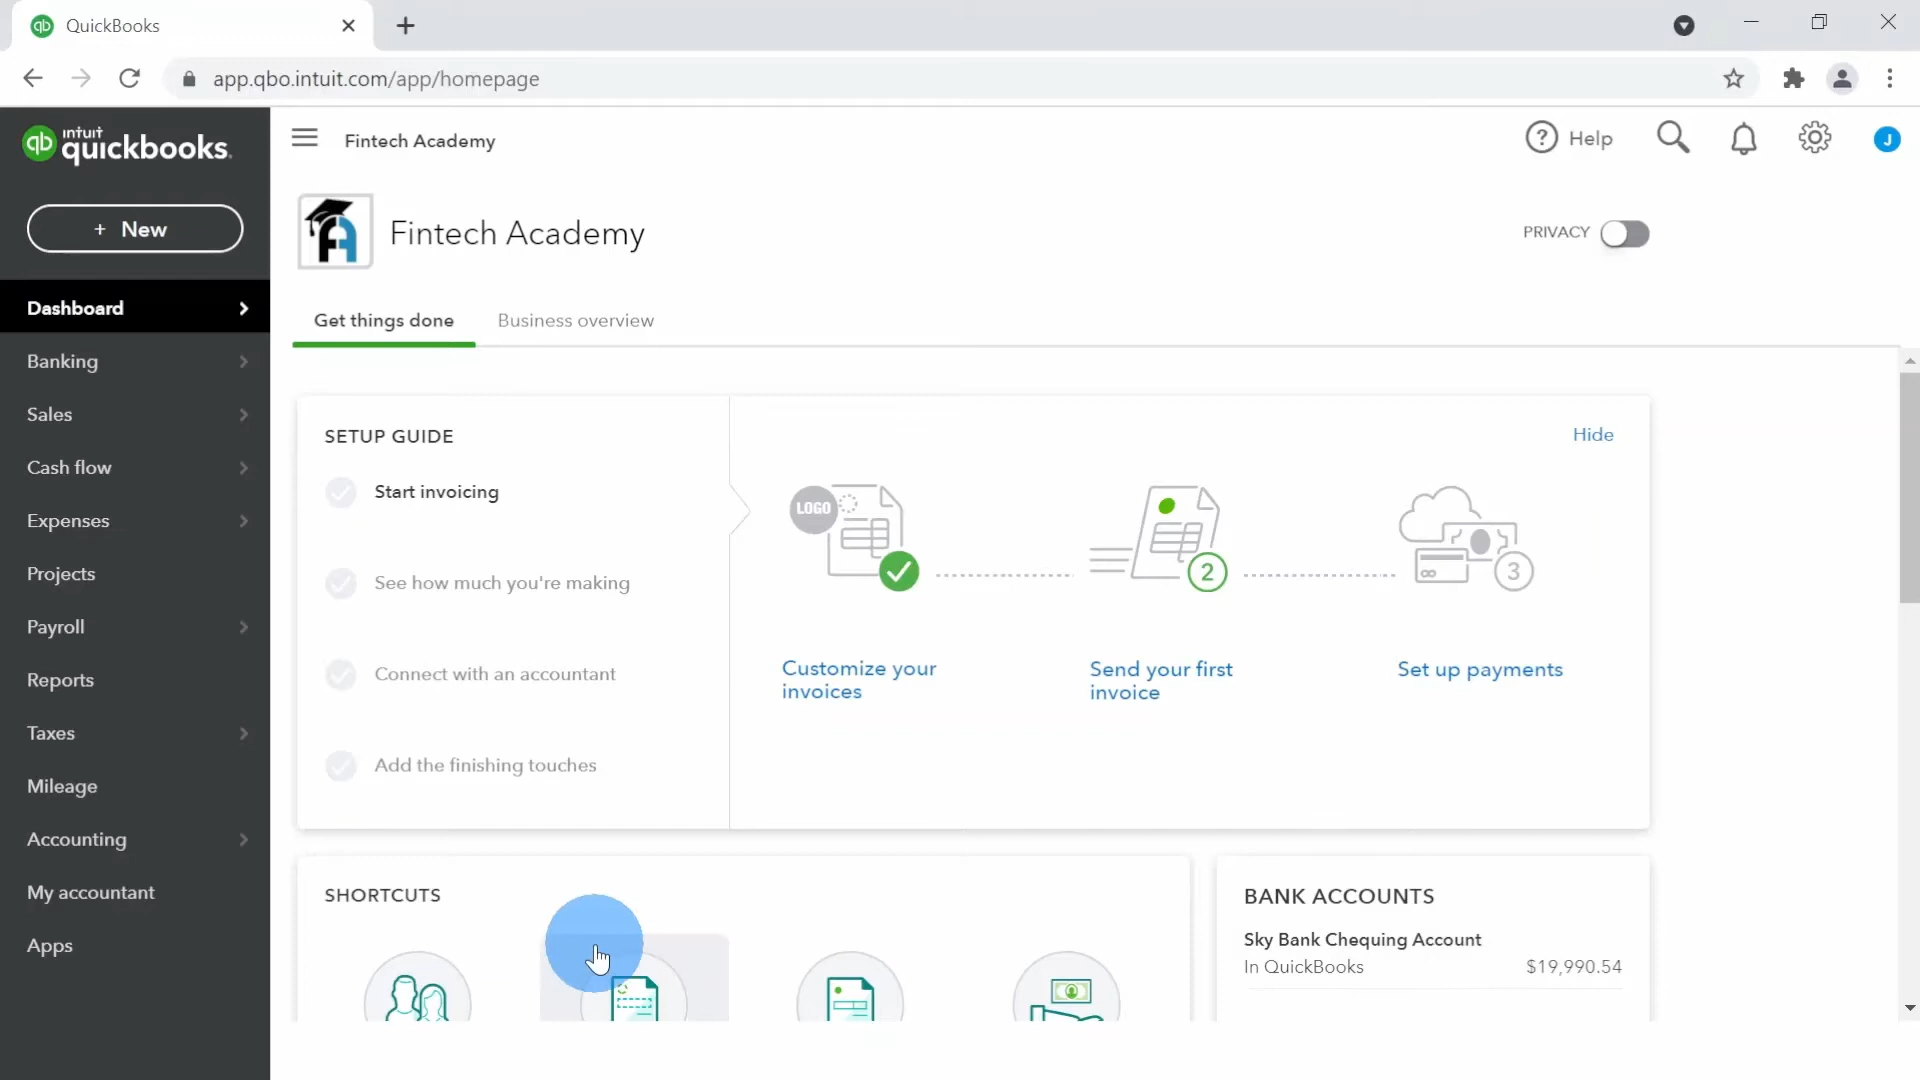 QuickBooks
app.qbo.intuit.com/app/homepage
qb intuit quickbooks.
Fintech Academy
Help
J
+ New
Fintech Academy
PRIVACY
Dashboard
Banking
Sales
Cash flow
Expenses
Projects
Payroll
Reports
Taxes
Mileage
Accounting
My accountant
Apps
Get things done
Business overview
SETUP GUIDE
Hide
Start invoicing
See how much you're making
Connect with an accountant
Add the finishing touches
LOGO
2
3
Customize your
invoices
Send your first
invoice
Set up payments
SHORTCUTS
BANK ACCOUNTS
Sky Bank Chequing Account
In QuickBooks $19,990.54